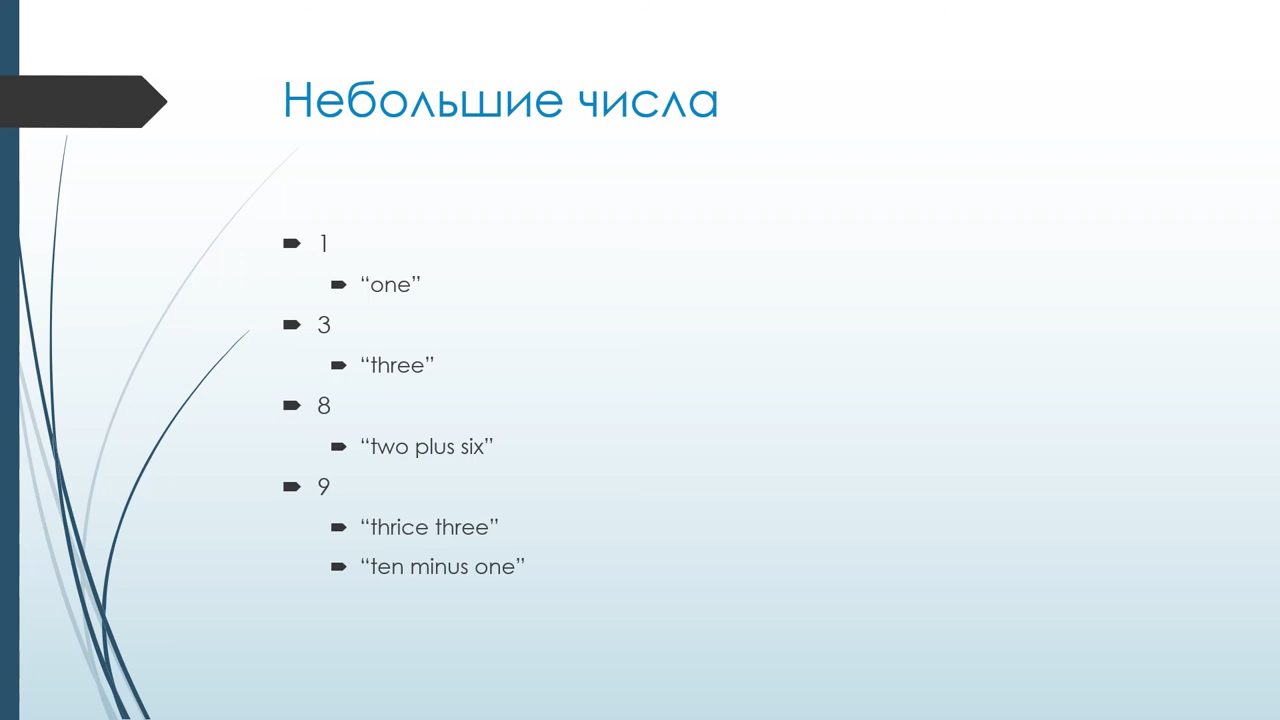 Небольшие числа
1
“one”
3
“three”
8
“two plus six”
9
“thrice three”
“ten minus one”